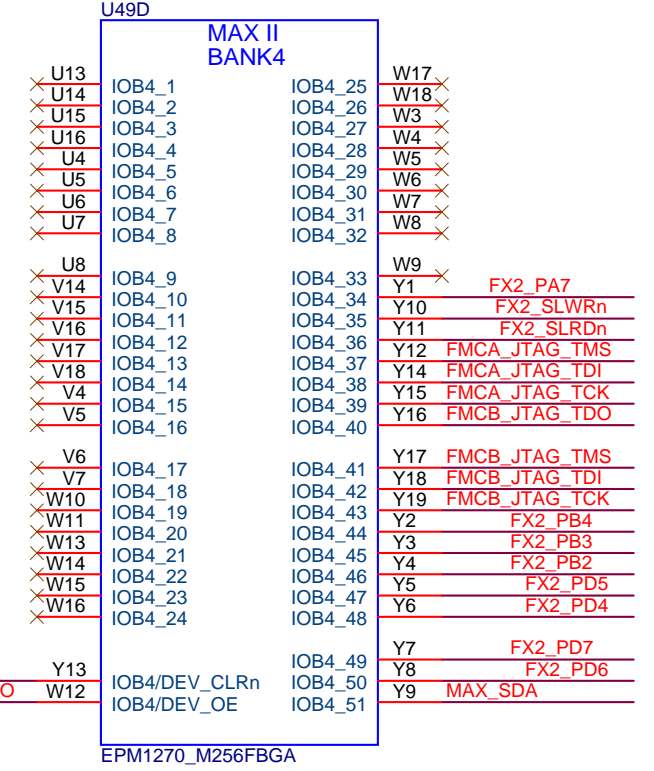 U49D
MAX II
BANK4
U13 IOB4_1 IOB4_25 W17
U14 IOB4_2 IOB4_26 W18
U15 IOB4_3 IOB4_27 W3
U16 IOB4_4 IOB4_28 W4
U4 IOB4_5 IOB4_29 W5
U5 IOB4_6 IOB4_30 W6
U6 IOB4_7 IOB4_31 W7
U7 IOB4_8 IOB4_32 W8
U8 IOB4_9 IOB4_33 W9
V14 IOB4_10 IOB4_34 Y1 FX2_PA7
V15 IOB4_11 IOB4_35 Y10 FX2_SLWRn
V16 IOB4_12 IOB4_36 Y11 FX2_SLRDn
V17 IOB4_13 IOB4_37 Y12 FMCA_JTAG_TMS
V18 IOB4_14 IOB4_38 Y14 FMCA_JTAG_TDI
V4 IOB4_15 IOB4_39 Y15 FMCA_JTAG_TCK
V5 IOB4_16 IOB4_40 Y16 FMCB_JTAG_TDO
V6 IOB4_17 IOB4_41 Y17 FMCB_JTAG_TMS
V7 IOB4_18 IOB4_42 Y18 FMCB_JTAG_TDI
W10 IOB4_19 IOB4_43 Y19 FMCB_JTAG_TCK
W11 IOB4_20 IOB4_44 Y2 FX2_PB4
W13 IOB4_21 IOB4_45 Y3 FX2_PB3
W14 IOB4_22 IOB4_46 Y4 FX2_PB2
W15 IOB4_23 IOB4_47 Y5 FX2_PD5
W16 IOB4_24 IOB4_48 Y6 FX2_PD4
IOB4_49 Y7 FX2_PD7
Y13 IOB4/DEV_CLRn IOB4_50 Y8 FX2_PD6
O W12 IOB4/DEV_OE IOB4_51 Y9 MAX_SDA
EPM1270_M256FBGA